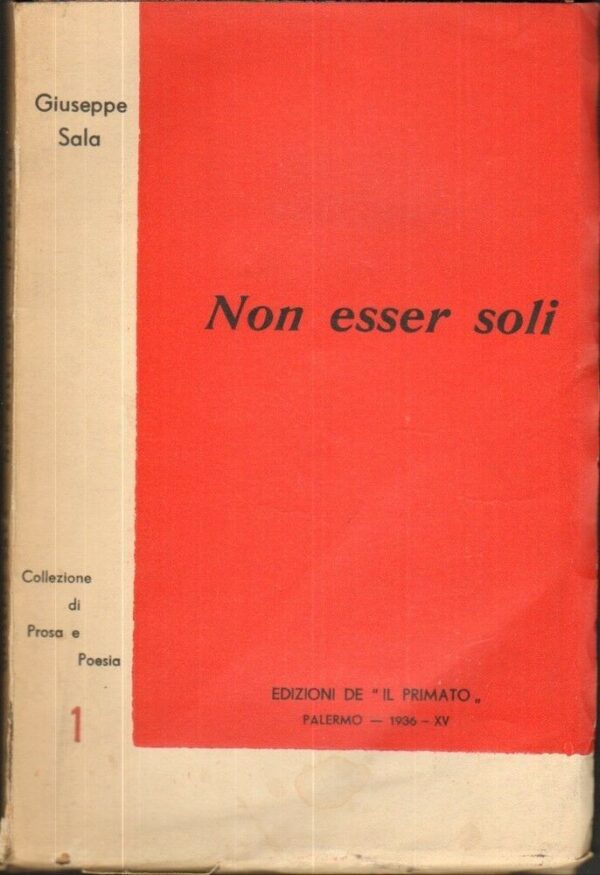 Giuseppe
Sala
Non esser soli
Collezione
di
Prosa e
Poesia
1
EDIZIONI DE "IL PRIMATO„
PALERMO — 1936 – XV